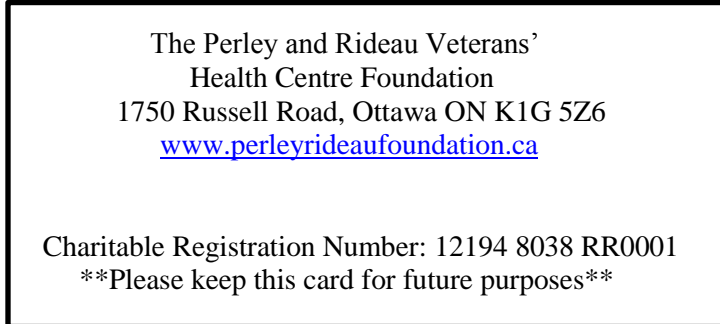 The Perley and Rideau Veterans’
Health Centre Foundation
1750 Russell Road, Ottawa ON K1G 5Z6
www.perleyrideaufoundation.ca
Charitable Registration Number: 12194 8038 RR0001
**Please keep this card for future purposes**